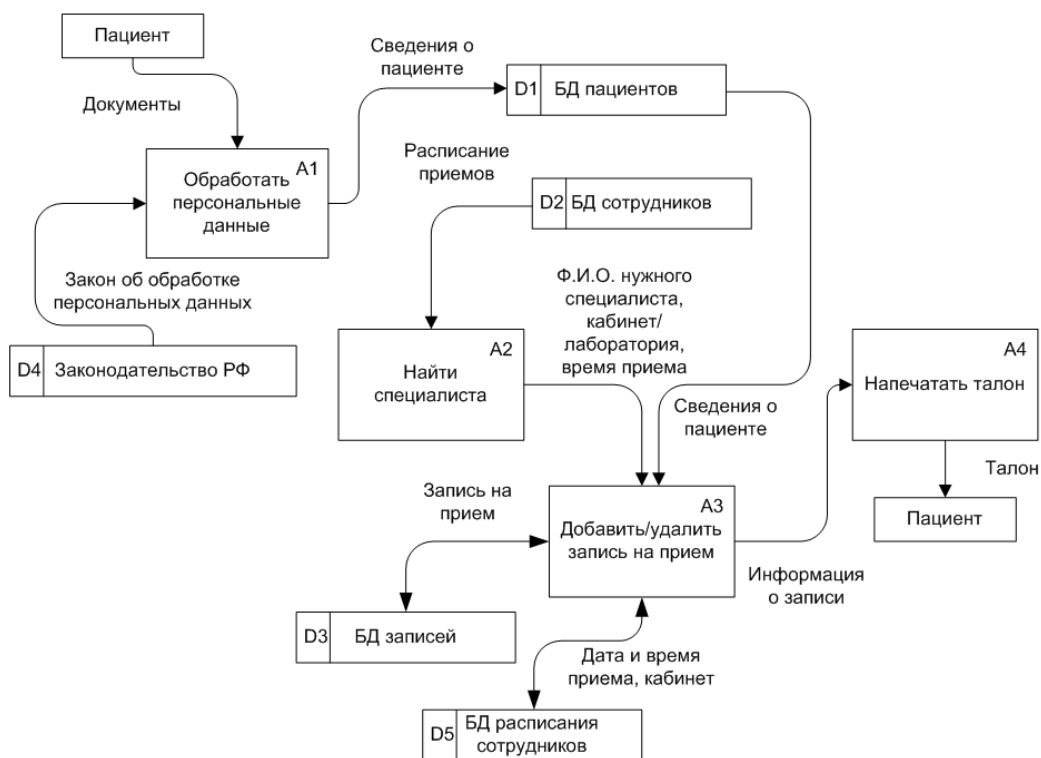 Пациент
Документы
Сведения о
пациенте
D1 БД пациентов
A1
Обработать
персональные
данные
Расписание
приемов
D2 БД сотрудников
Закон об обработке
персональных данных
D4 Законодательство РФ
Ф.И.О. нужного
специалиста,
кабинет/
лаборатория,
время приема
A2
Найти
специалиста
Сведения о
пациенте
A4
Напечатать талон
Талон
Пациент
Запись на
прием
A3
Добавить/удалить
запись на прием
Информация
о записи
D3 БД записей
Дата и время
приема, кабинет
D5 БД расписания
сотрудников